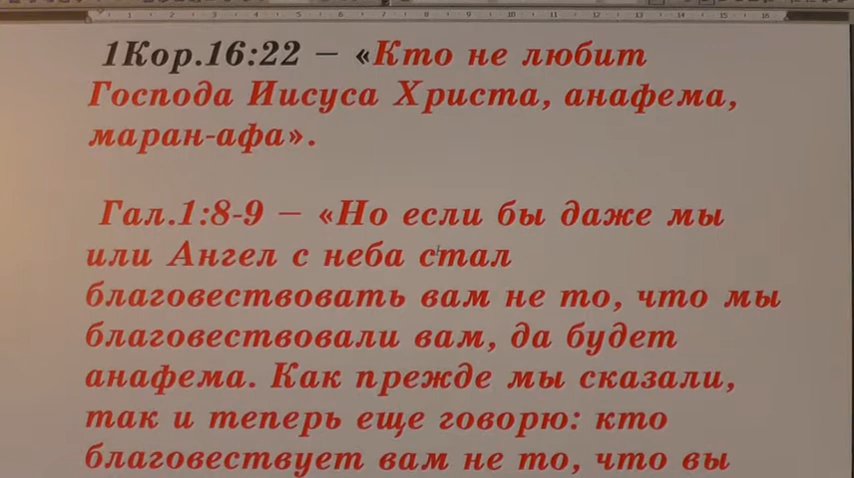 1Кор.16:22 – «Кто не любит
Господа Иисуса Христа, анафема,
маран-афа».
Гал.1:8-9 – «Но если бы даже мы
или Ангел с неба стал
благовествовать вам не то, что мы
благовествовали вам, да будет
анафема. Как прежде мы сказали,
так и теперь еще говорю: кто
благовествует вам не то, что вы